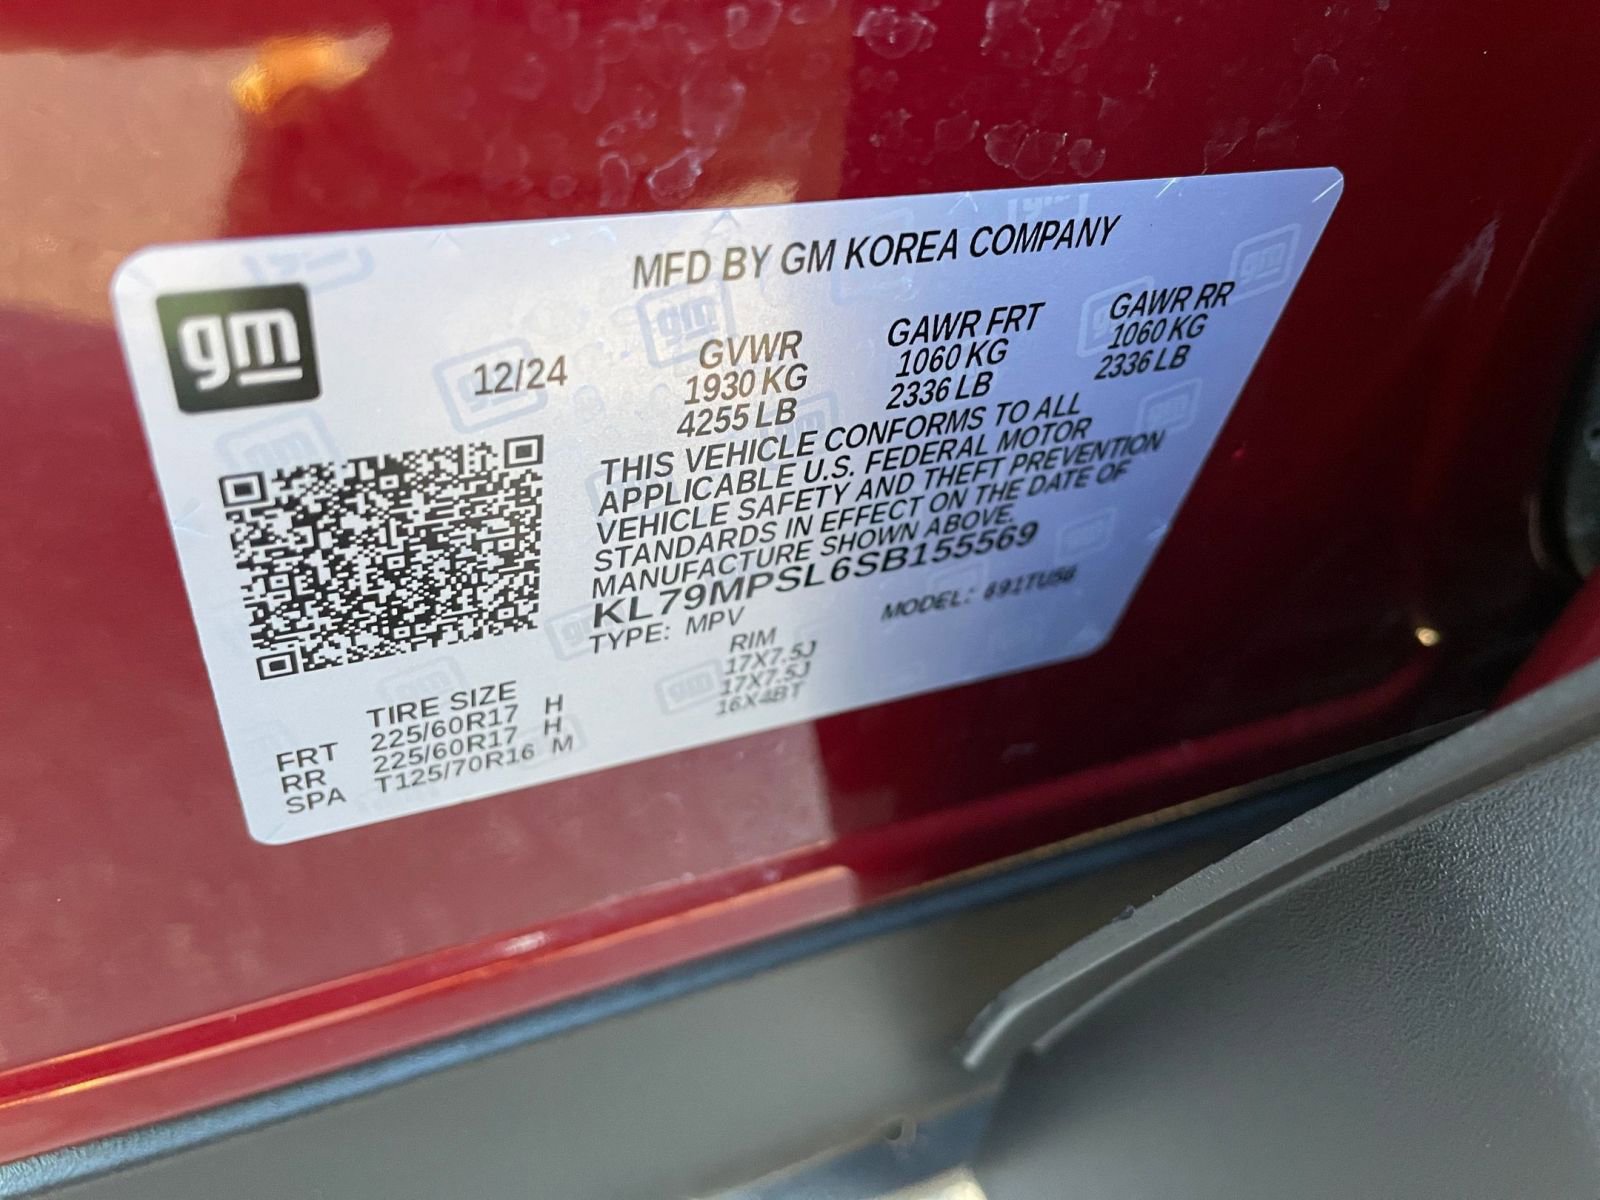 MFD BY GM KOREA COMPANY
gm
12/24
GVWR GAWR FRT GAWR RR
1930 KG 1060 KG 1060 KG
4255 LB 2336 LB 2336 LB
THIS VEHICLE CONFORMS TO ALL
APPLICABLE U.S. FEDERAL MOTOR
VEHICLE SAFETY AND THEFT PREVENTION
STANDARDS IN EFFECT ON THE DATE OF
MANUFACTURE SHOWN ABOVE.
KL79MPSL6SB155569
TYPE: MPV MODEL: 691TU56
TIRE SIZE RIM
FRT 225/60R17 H 17X7.5J
RR 225/60R17 H 17X7.5J
SPA T125/70R16 M 16X4BT